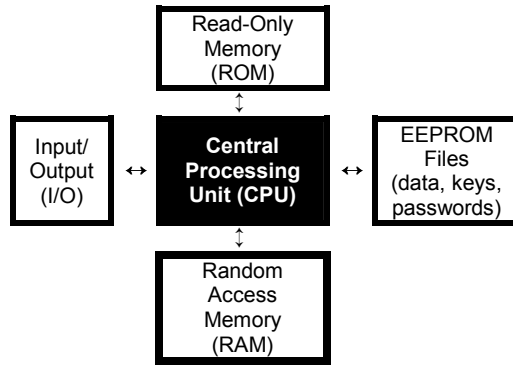 Read-Only
Memory
(ROM)
↕
Input/
Output
(I/O)
↔
Central
Processing
Unit (CPU)
↔
EEPROM
Files
(data, keys,
passwords)
↕
Random
Access
Memory
(RAM)